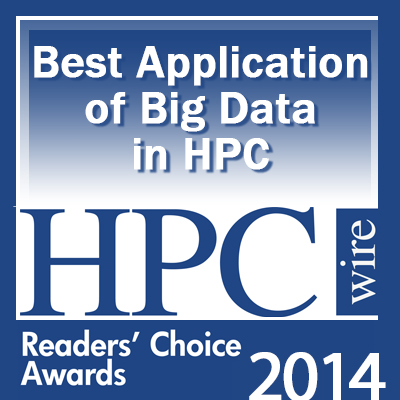 Best Application
of Big Data
in HPC
HPC wire
Readers' Choice
Awards 2014